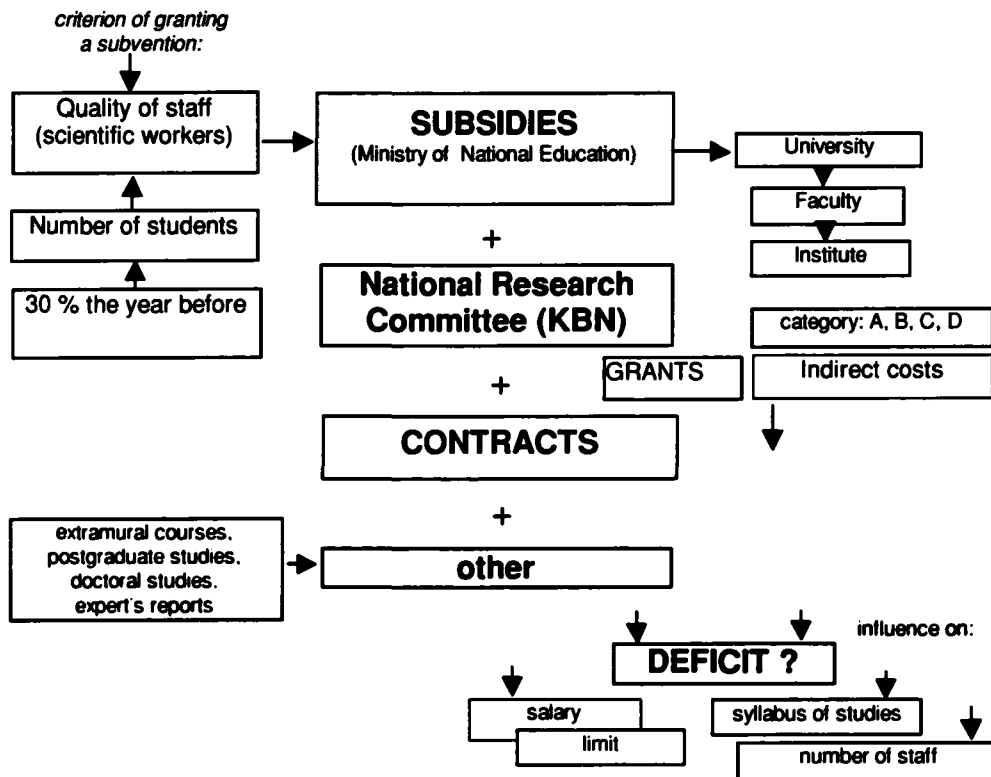 criterion of granting
a subvention:
Quality of staff
(scientific workers)
Number of students
30 % the year before
SUBSIDIES
(Ministry of National Education)
University
Faculty
Institute
+
National Research
Committee (KBN)
category: A, B, C, D
GRANTS
Indirect costs
+
CONTRACTS
+
extramural courses,
postgraduate studies,
doctoral studies,
expert's reports
other
influence on:
DEFICIT ?
salary
limit
syllabus of studies
number of staff